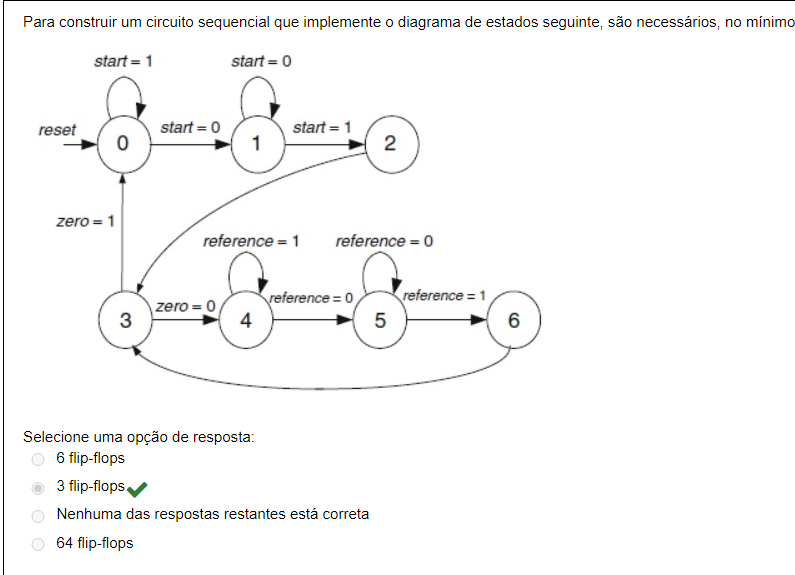 Para construir um circuito sequencial que implemente o diagrama de estados seguinte, são necessários, no mínimo
start = 1
start = 0
reset
0
start = 0
1
start = 1
2
zero = 1
reference = 1
reference = 0
3
zero = 0
4
reference = 0
5
reference = 1
6
Selecione uma opção de resposta:
6 flip-flops
3 flip-flops
Nenhuma das respostas restantes está correta
64 flip-flops